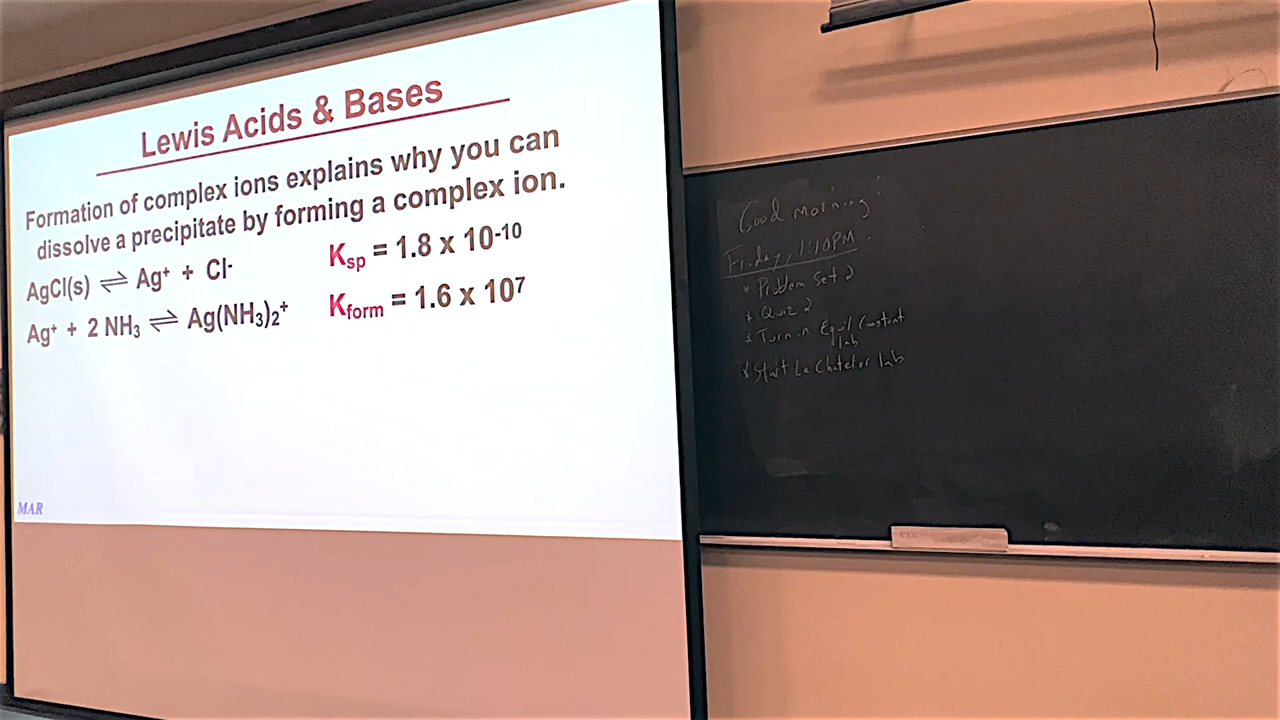 Lewis Acids & Bases
Formation of complex ions explains why you can
dissolve a precipitate by forming a complex ion.
AgCl(s) ⇌ Ag⁺ + Cl⁻ Ksp = 1.8 x 10⁻¹⁰
Ag⁺ + 2 NH₃ ⇌ Ag(NH₃)₂⁺ Kform = 1.6 x 10⁷
MAR
Good morning!
Friday, 1:10PM
* Problem Set 2
* Quiz 2
* Turn in Equil Constant
lab
* Start Le Chatelier lab